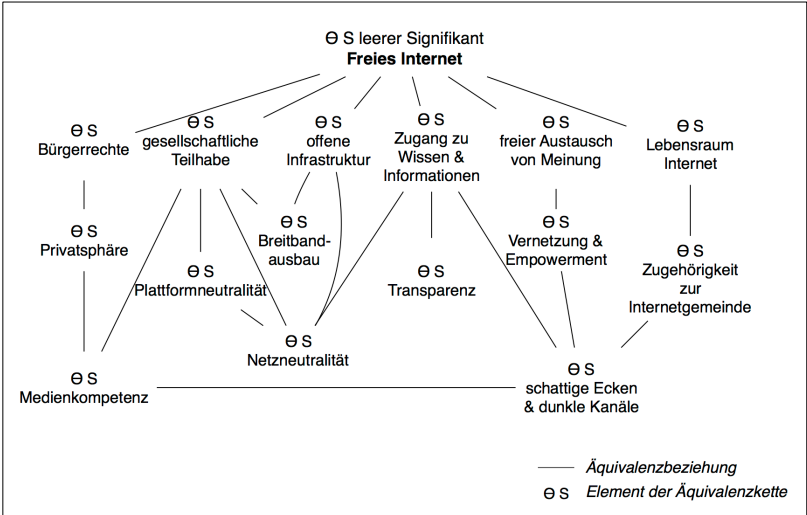 Ɵ S leerer Signifikant
Freies Internet
Ɵ S
Bürgerrechte
Ɵ S
gesellschaftliche
Teilhabe
Ɵ S
offene
Infrastruktur
Ɵ S
Zugang zu
Wissen &
Informationen
Ɵ S
freier Austausch
von Meinung
Ɵ S
Lebensraum
Internet
Ɵ S
Privatsphäre
Ɵ S
Breitband-
ausbau
Ɵ S
Vernetzung &
Empowerment
Ɵ S
Plattformneutralität
Ɵ S
Transparenz
Ɵ S
Zugehörigkeit
zur
Internetgemeinde
Ɵ S
Netzneutralität
Ɵ S
Medienkompetenz
Ɵ S
schattige Ecken
& dunkle Kanäle
Äquivalenzbeziehung
Ɵ S Element der Äquivalenzkette